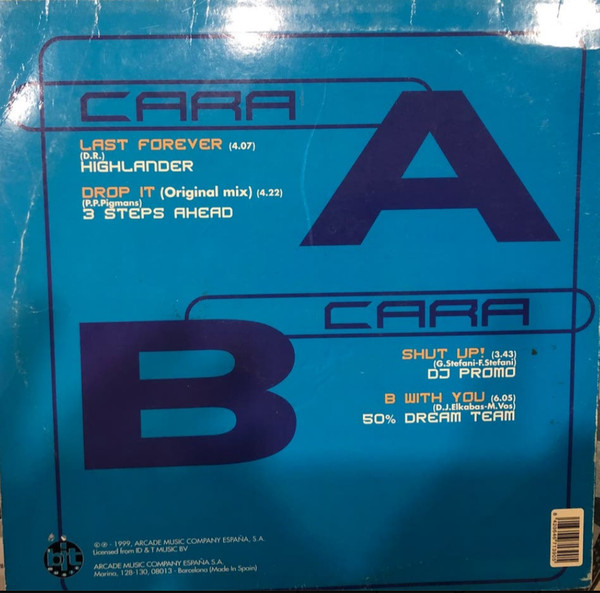 CARA
A
LAST FOREVER (4.07)
(D.R.)
HIGHLANDER
DROP IT (Original mix) (4.22)
(P.P.Pigmans)
3 STEPS AHEAD
CARA
B
SHUT UP! (3.43)
(G.Stefani-F.Stefani)
DJ PROMO
B WITH YOU (6.05)
(D.J.Elkabas-M.Vos)
50% DREAM TEAM
bit
©℗ - 1999, ARCADE MUSIC COMPANY ESPAÑA, S.A.
Licensed from ID & T MUSIC BV
ARCADE MUSIC COMPANY ESPAÑA S.A.
Marina, 128-130, 08013 - Barcelona (Made In Spain)